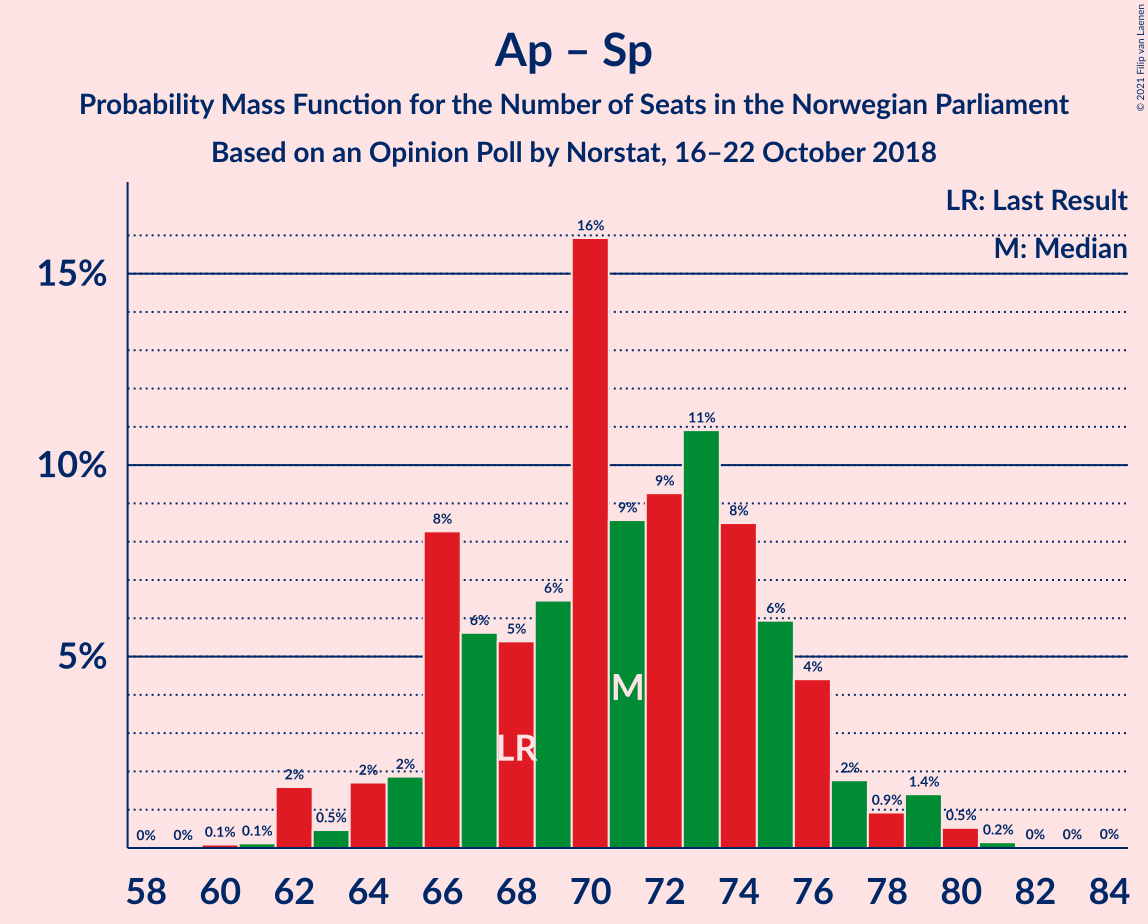 Ap – Sp
Probability Mass Function for the Number of Seats in the Norwegian Parliament
Based on an Opinion Poll by Norstat, 16–22 October 2018
© 2021 Filip van Laenen
LR: Last Result
M: Median
15%
10%
5%
0% 0% 0.1% 0.1% 2% 0.5% 2% 2% 8% 6% 5% 6% 16% 9% 9% 11% 8% 6% 4% 2% 0.9% 1.4% 0.5% 0.2% 0% 0% 0%
M
LR
58 60 62 64 66 68 70 72 74 76 78 80 82 84